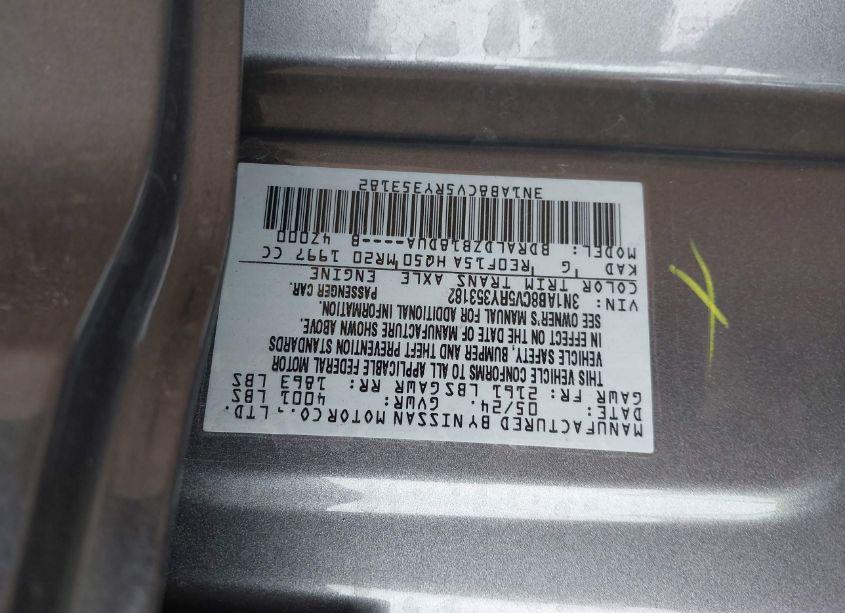 MANUFACTURED BY NISSAN MOTOR CO., LTD.
DATE: 05/24 GVWR: 4001 LBS
GAWR FR: 2161 LBS GAWR RR: 1863 LBS
THIS VEHICLE CONFORMS TO ALL APPLICABLE FEDERAL MOTOR
VEHICLE SAFETY, BUMPER AND THEFT PREVENTION STANDARDS
IN EFFECT ON THE DATE OF MANUFACTURE SHOWN ABOVE.
SEE OWNER'S MANUAL FOR ADDITIONAL INFORMATION.
VIN: 3N1AB8CV5RY353182 PASSENGER CAR.
COLOR TRIM TRANS AXLE ENGINE
KAD G RE0F15A HQ50 MR20 1997 CC
MODEL: BDRALDZB18DUA-----B 4Z000
3N1AB8CV5RY353182